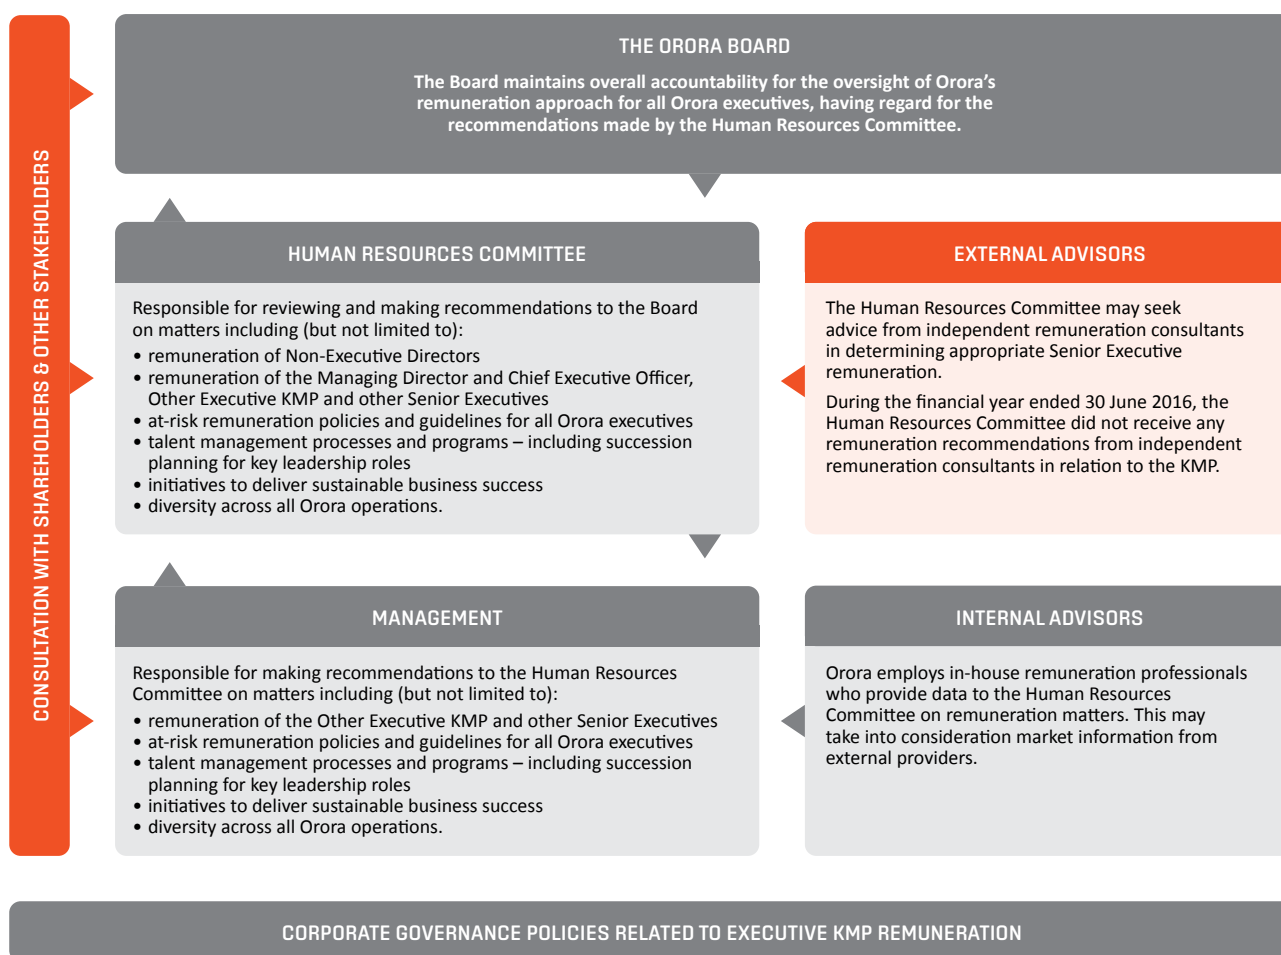 CONSULTATION WITH SHAREHOLDERS & OTHER STAKEHOLDERS
THE ORORA BOARD
The Board maintains overall accountability for the oversight of Orora’s
remuneration approach for all Orora executives, having regard for the
recommendations made by the Human Resources Committee.
HUMAN RESOURCES COMMITTEE
Responsible for reviewing and making recommendations to the Board
on matters including (but not limited to):
• remuneration of Non-Executive Directors
• remuneration of the Managing Director and Chief Executive Officer,
Other Executive KMP and other Senior Executives
• at-risk remuneration policies and guidelines for all Orora executives
• talent management processes and programs – including succession
planning for key leadership roles
• initiatives to deliver sustainable business success
• diversity across all Orora operations.
EXTERNAL ADVISORS
The Human Resources Committee may seek
advice from independent remuneration consultants
in determining appropriate Senior Executive
remuneration.
During the financial year ended 30 June 2016, the
Human Resources Committee did not receive any
remuneration recommendations from independent
remuneration consultants in relation to the KMP.
MANAGEMENT
Responsible for making recommendations to the Human Resources
Committee on matters including (but not limited to):
• remuneration of the Other Executive KMP and other Senior Executives
• at-risk remuneration policies and guidelines for all Orora executives
• talent management processes and programs – including succession
planning for key leadership roles
• initiatives to deliver sustainable business success
• diversity across all Orora operations.
INTERNAL ADVISORS
Orora employs in-house remuneration professionals
who provide data to the Human Resources
Committee on remuneration matters. This may
take into consideration market information from
external providers.
CORPORATE GOVERNANCE POLICIES RELATED TO EXECUTIVE KMP REMUNERATION